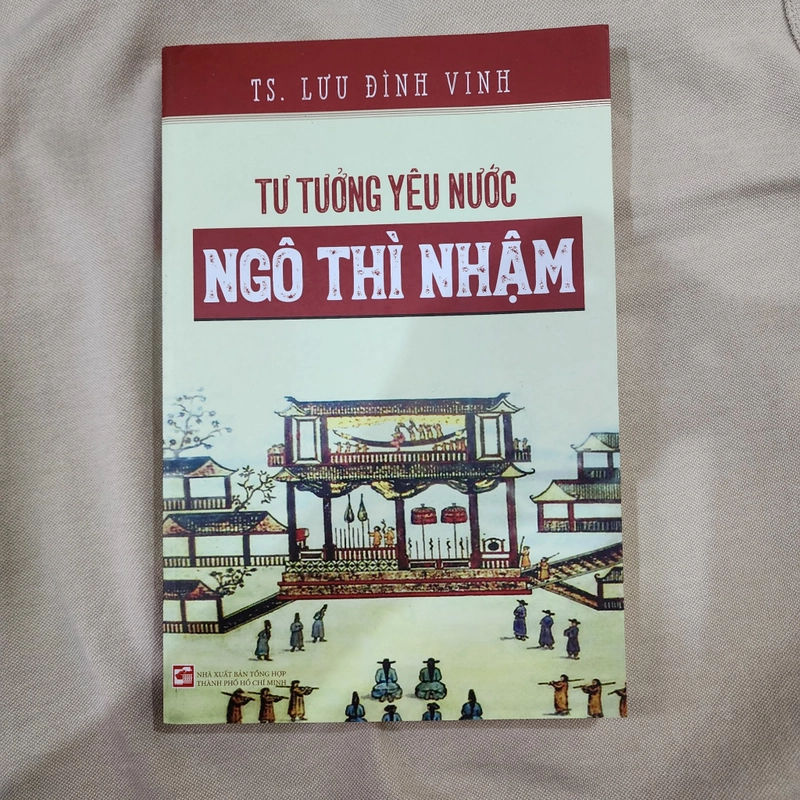 TS. LƯU ĐÌNH VINH
TƯ TƯỞNG YÊU NƯỚC
NGÔ THÌ NHẬM
NHÀ XUẤT BẢN TỔNG HỢP
THÀNH PHỐ HỒ CHÍ MINH